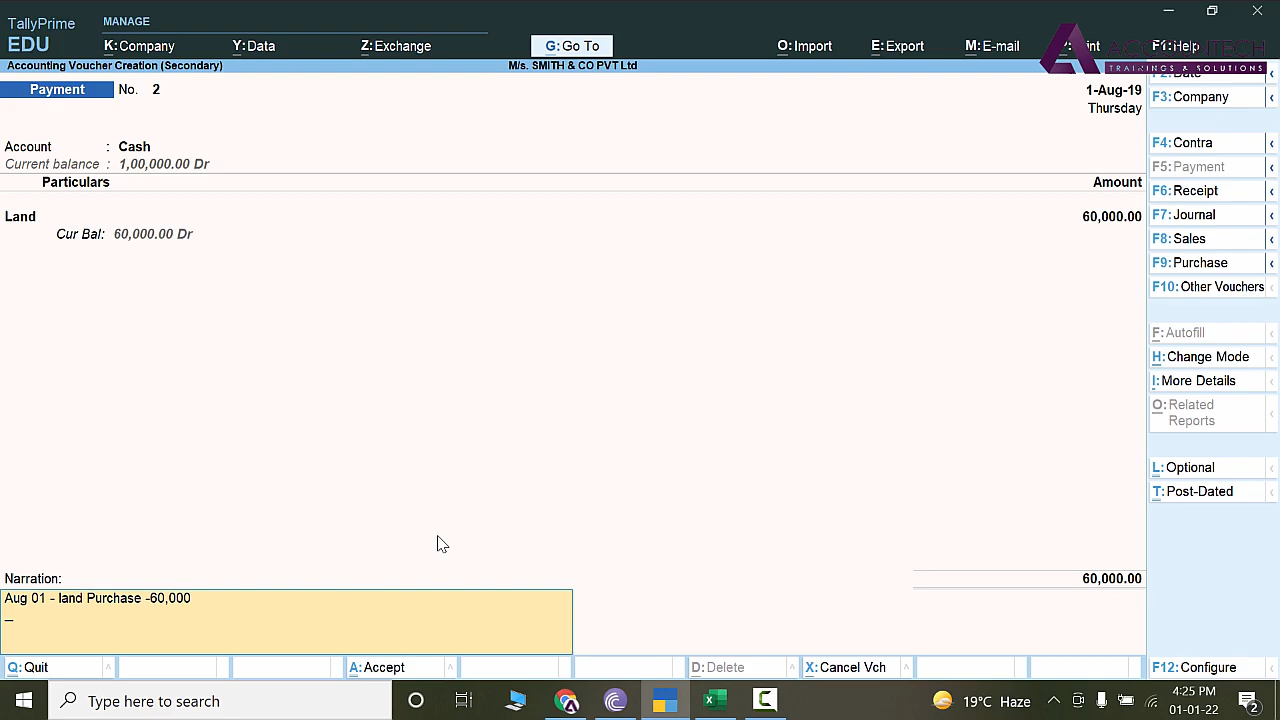 TallyPrime
EDU
MANAGE
K:Company
Y:Data
Z:Exchange
G:Go To
O:Import
E:Export
M:E-mail
F1:Help
TRAININGS & SOLUTIONS
Accounting Voucher Creation (Secondary)
M/s. SMITH & CO PVT Ltd
F2: Date
Payment No. 2
1-Aug-19
Thursday
F3:Company
Account : Cash
Current balance : 1,00,000.00 Dr
Particulars
Amount
Land
60,000.00
Cur Bal: 60,000.00 Dr
F4:Contra
F5:Payment
F6:Receipt
F7:Journal
F8:Sales
F9:Purchase
F10:Other Vouchers
F:Autofill
H:Change Mode
I:More Details
O:Related
Reports
L:Optional
T:Post-Dated
Narration:
60,000.00
Aug 01 - land Purchase -60,000
Q:Quit
A:Accept
D:Delete
X:Cancel Vch
F12:Configure
Type here to search
19°C Haze
4:25 PM
01-01-22
2